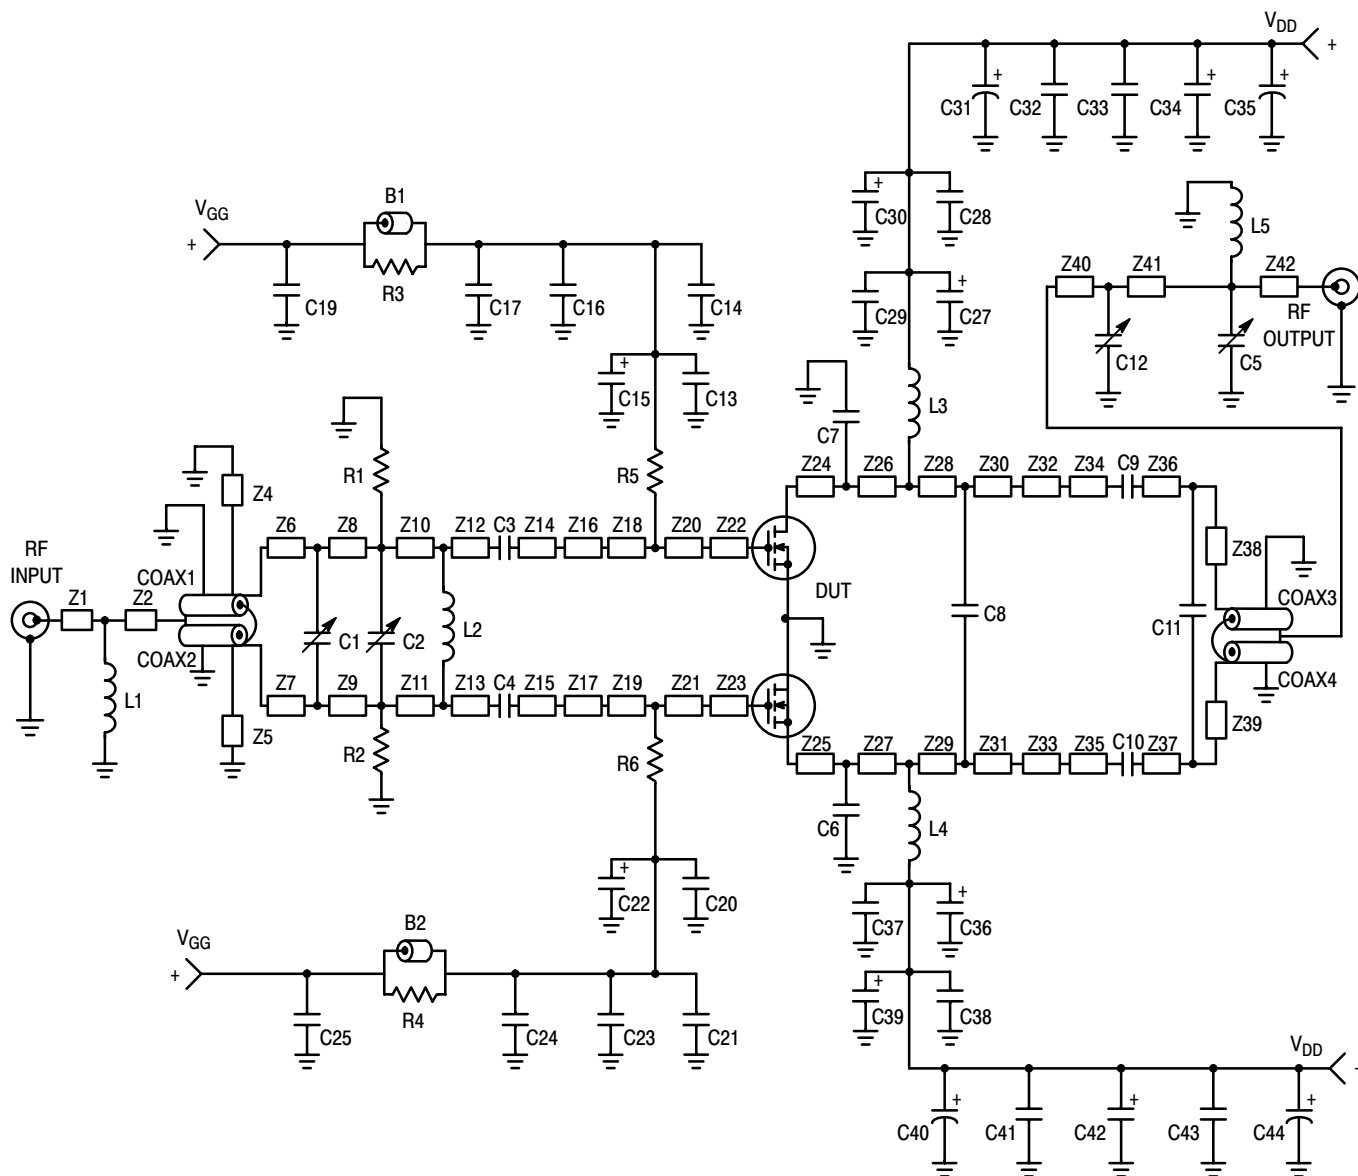 VDD
+
+
+
+
C31
C32
C33
C34
C35
B1
VGG
+
R3
C19
C17
C16
C14
+
C30
C28
+
C29
C27
L5
Z40
Z41
Z42
RF
OUTPUT
C12
C5
+
C15
C13
L3
C7
R1
R5
Z24
Z26
Z28
Z30
Z32
Z34
C9
Z36
Z4
Z6
Z8
Z10
Z12
C3
Z14
Z16
Z18
Z20
Z22
Z38
RF
INPUT
COAX1
DUT
COAX3
Z1
Z2
C1
C2
L2
C8
C11
COAX2
COAX4
L1
Z7
Z9
Z11
Z13
C4
Z15
Z17
Z19
Z21
Z23
Z5
R2
R6
Z25
Z27
Z29
Z31
Z33
Z35
C10
Z37
Z39
C6
L4
+
C22
C20
+
C37
C36
B2
VGG
+
R4
C25
C24
C23
C21
+
C39
C38
VDD
+
+
+
+
C40
C41
C42
C43
C44